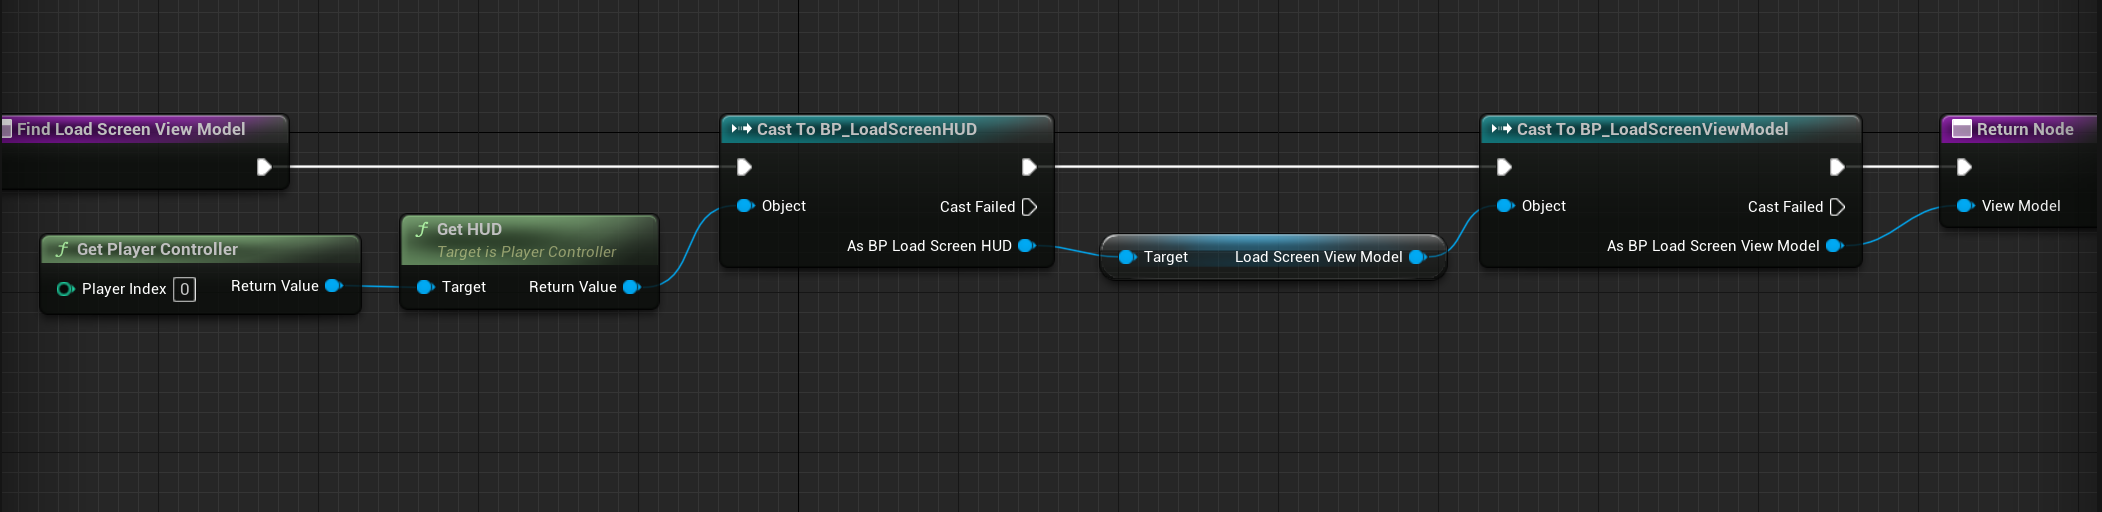 Find Load Screen View Model
Get Player Controller
Player Index 0
Return Value
Get HUD
Target is Player Controller
Target
Return Value
Cast To BP_LoadScreenHUD
Object
Cast Failed
As BP Load Screen HUD
Target
Load Screen View Model
Cast To BP_LoadScreenViewModel
Object
Cast Failed
As BP Load Screen View Model
Return Node
View Model